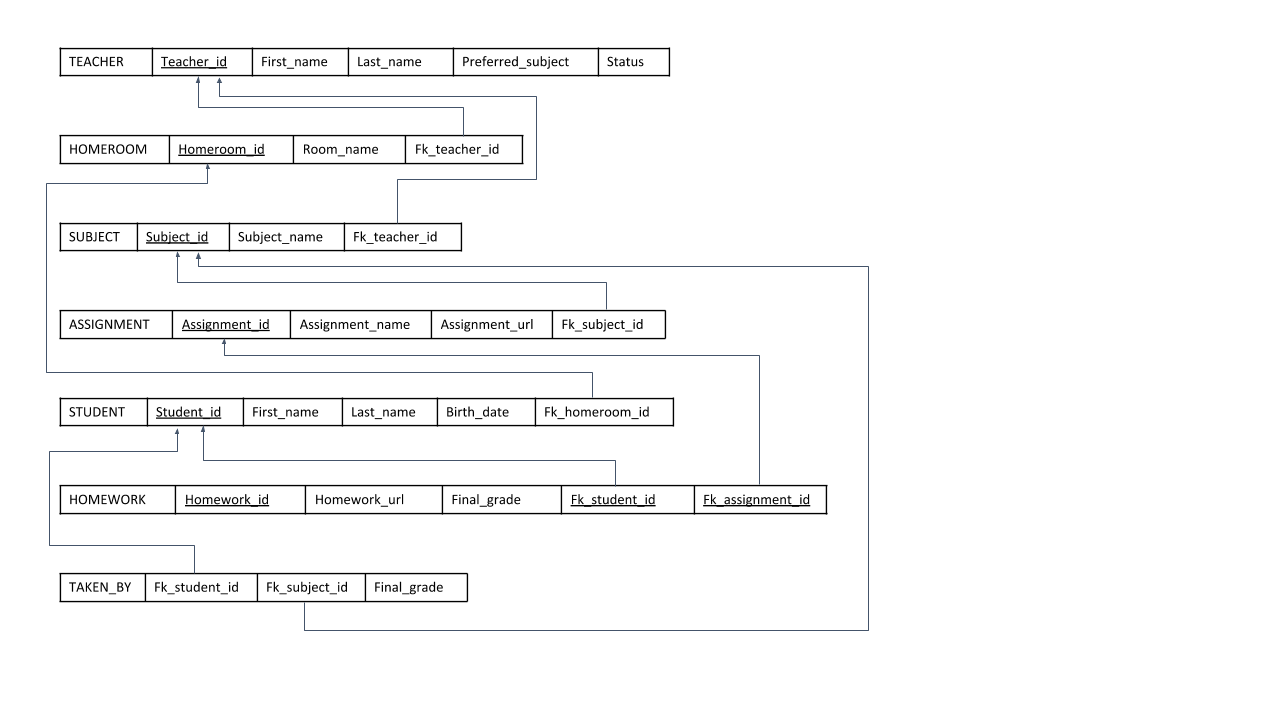 TEACHER Teacher_id First_name Last_name Preferred_subject Status
HOMEROOM Homeroom_id Room_name Fk_teacher_id
SUBJECT Subject_id Subject_name Fk_teacher_id
ASSIGNMENT Assignment_id Assignment_name Assignment_url Fk_subject_id
STUDENT Student_id First_name Last_name Birth_date Fk_homeroom_id
HOMEWORK Homework_id Homework_url Final_grade Fk_student_id Fk_assignment_id
TAKEN_BY Fk_student_id Fk_subject_id Final_grade